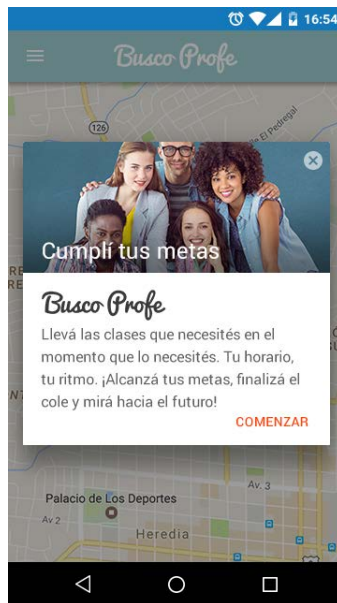 16:54
Busco Profe
126
El Pedregal
Cumplí tus metas
Busco Profe
Llevá las clases que necesités en el
momento que lo necesités. Tu horario,
tu ritmo. ¡Alcanzá tus metas, finalizá el
cole y mirá hacia el futuro!
COMENZAR
Palacio de Los Deportes
Av. 3
Av 2
Heredia